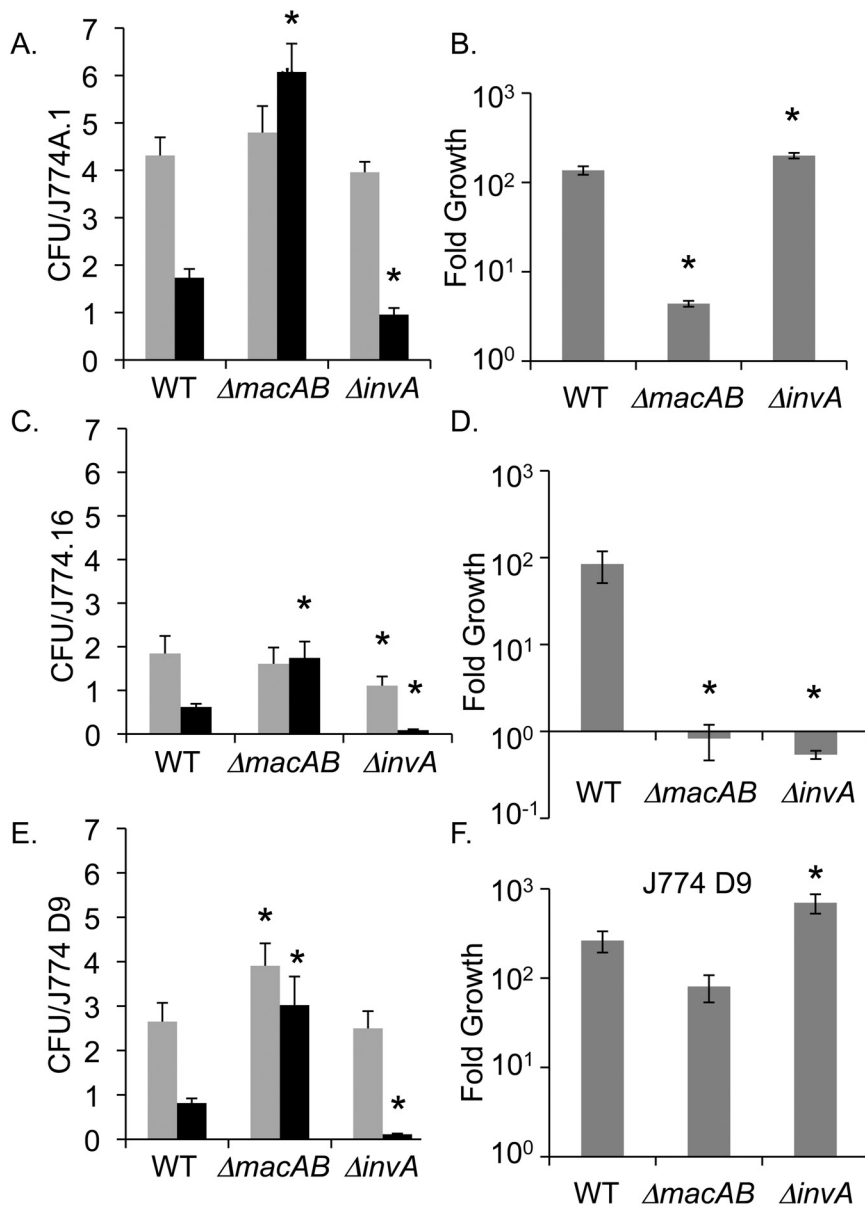 A.
CFU/J774A.1
7
6
5
4
3
2
1
0
*
*
WT ΔmacAB ΔinvA
B.
Fold Growth
10³
10²
10¹
10⁰
*
*
WT ΔmacAB ΔinvA
C.
CFU/J774.16
7
6
5
4
3
2
1
0
*
*
*
WT ΔmacAB ΔinvA
D.
Fold Growth
10³
10²
10¹
10⁰
10⁻¹
* *
WT ΔmacAB ΔinvA
E.
CFU/J774 D9
7
6
5
4
3
2
1
0
*
*
*
WT ΔmacAB ΔinvA
F.
J774 D9
Fold Growth
10³
10²
10¹
10⁰
*
WT ΔmacAB ΔinvA